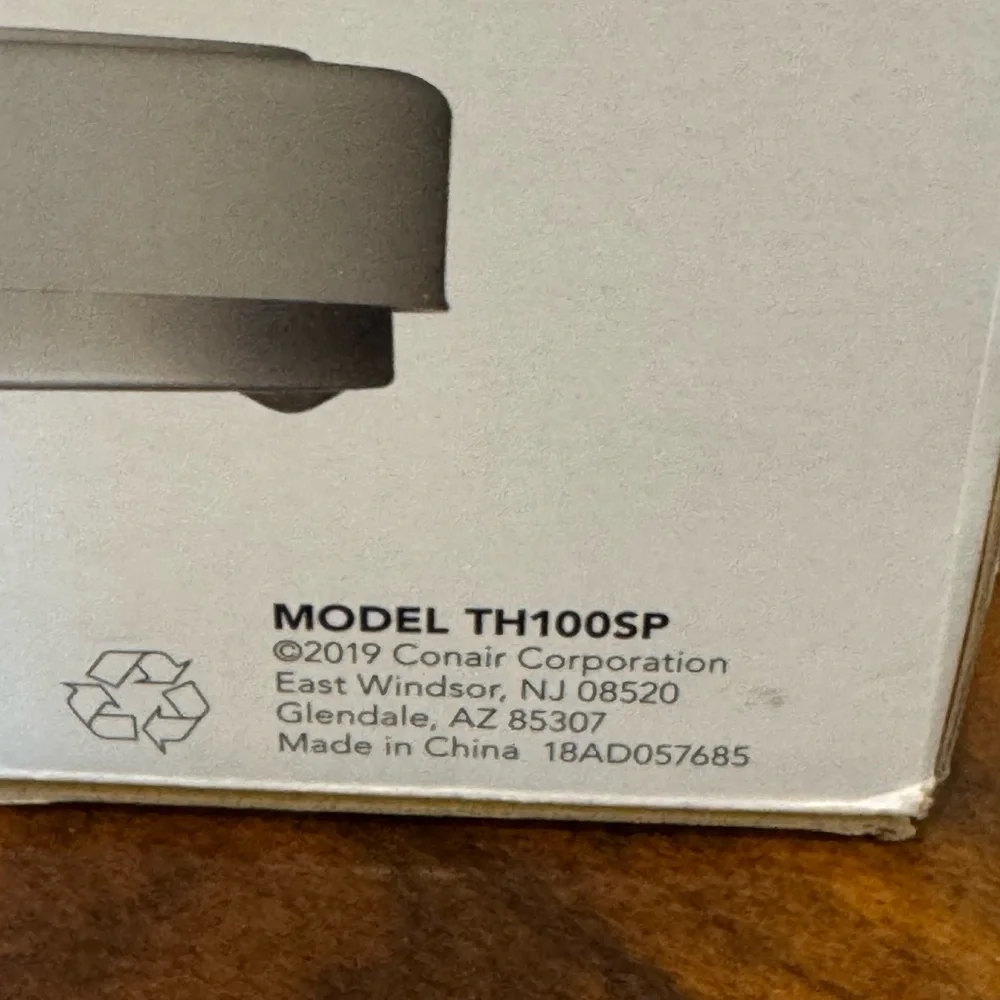 MODEL TH100SP
©2019 Conair Corporation
East Windsor, NJ 08520
Glendale, AZ 85307
Made in China 18AD057685